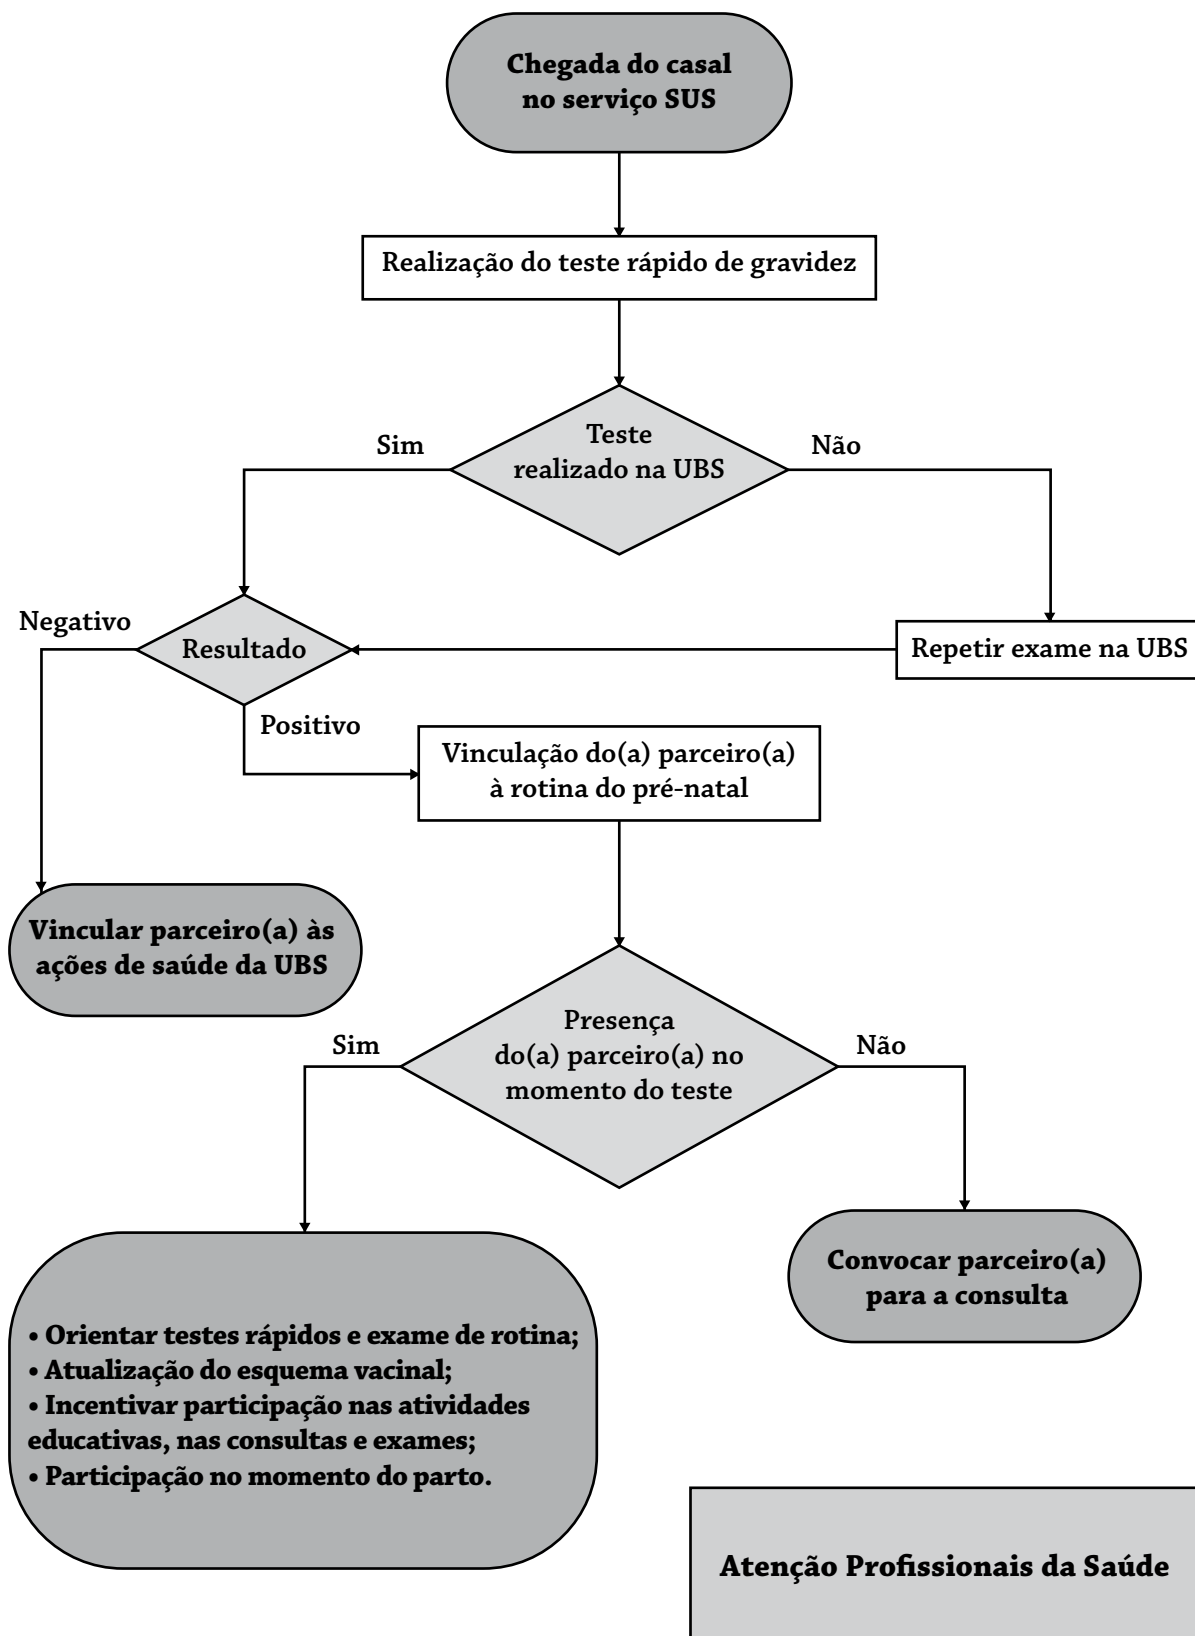 Chegada do casal
no serviço SUS
Realização do teste rápido de gravidez
Teste
realizado na UBS
Sim
Não
Negativo
Resultado
Repetir exame na UBS
Positivo
Vinculação do(a) parceiro(a)
à rotina do pré-natal
Vincular parceiro(a) às
ações de saúde da UBS
Presença
do(a) parceiro(a) no
momento do teste
Sim
Não
Convocar parceiro(a)
para a consulta
• Orientar testes rápidos e exame de rotina;
• Atualização do esquema vacinal;
• Incentivar participação nas atividades
educativas, nas consultas e exames;
• Participação no momento do parto.
Atenção Profissionais da Saúde